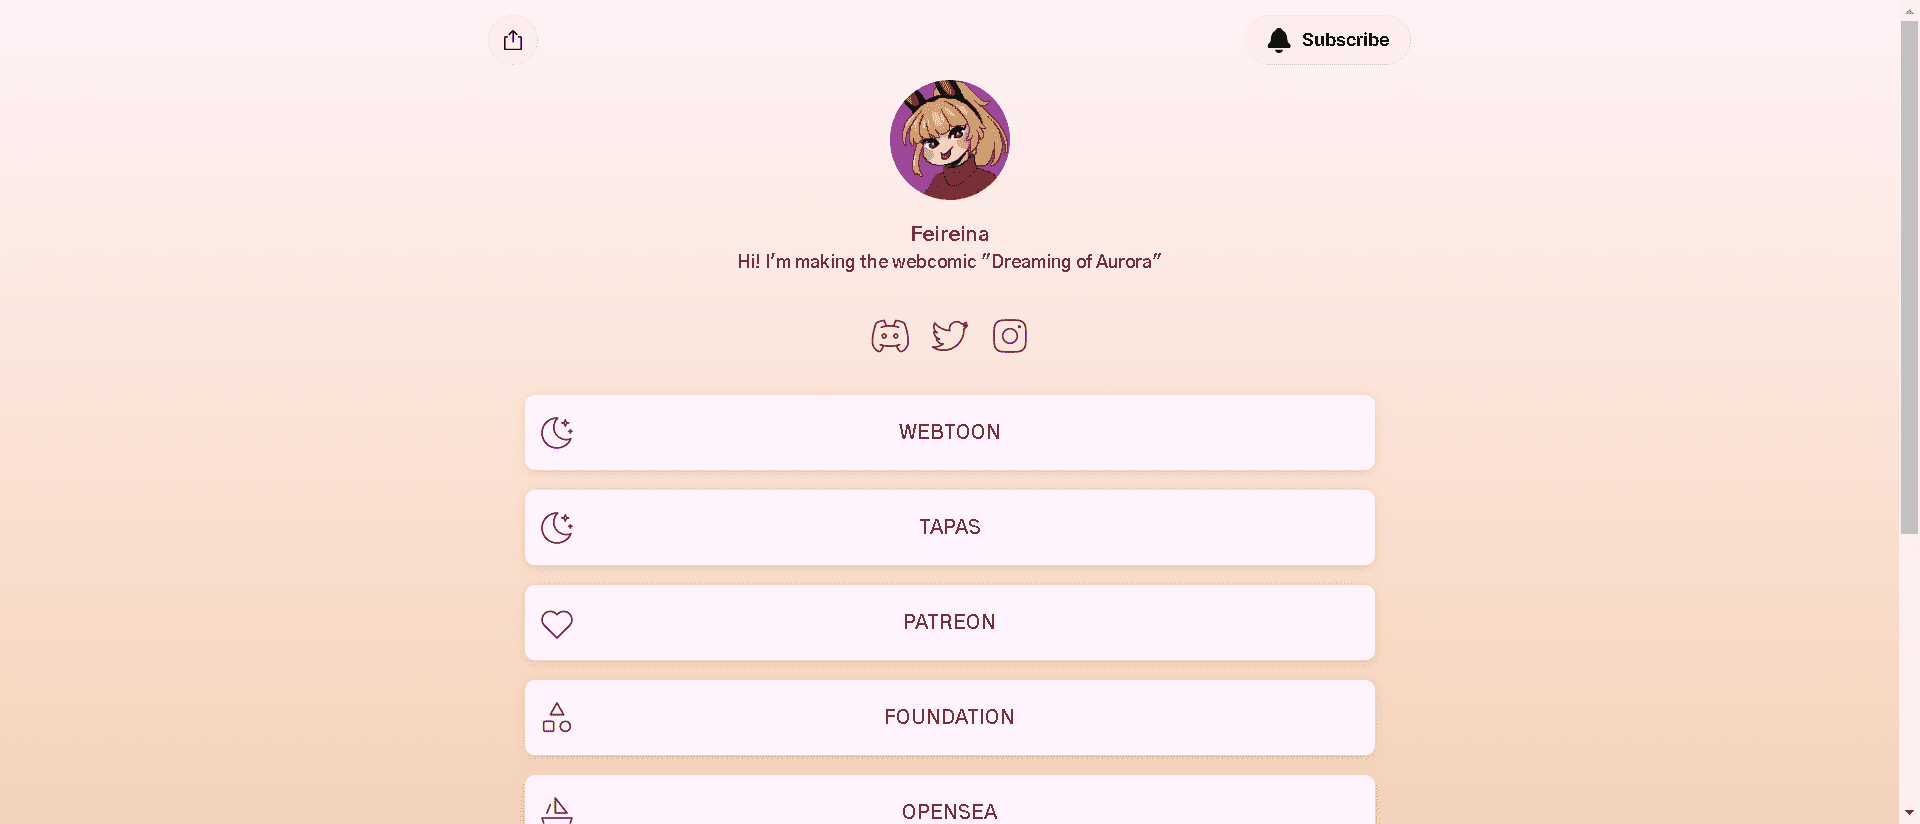 Subscribe
Feireina
Hi! I'm making the webcomic "Dreaming of Aurora"
WEBTOON
TAPAS
PATREON
FOUNDATION
OPENSEA